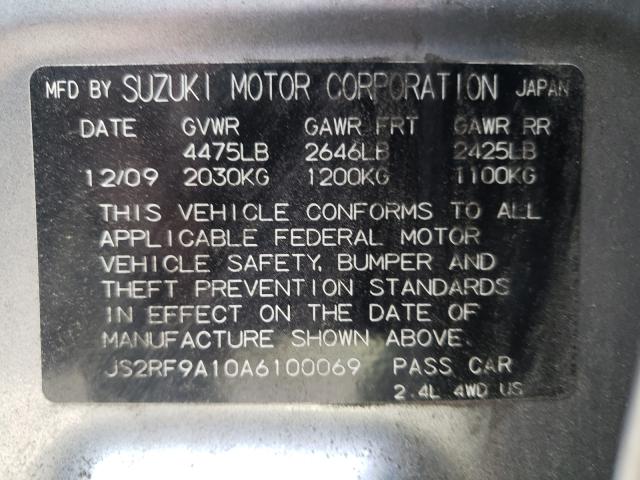 MFD BY SUZUKI MOTOR CORPORATION JAPAN
DATE GVWR GAWR FRT GAWR RR
4475LB 2646LB 2425LB
12/09 2030KG 1200KG 1100KG
THIS VEHICLE CONFORMS TO ALL
APPLICABLE FEDERAL MOTOR
VEHICLE SAFETY, BUMPER AND
THEFT PREVENTION STANDARDS
IN EFFECT ON THE DATE OF
MANUFACTURE SHOWN ABOVE.
JS2RF9A10A6100069 PASS CAR
2.4L 4WD US